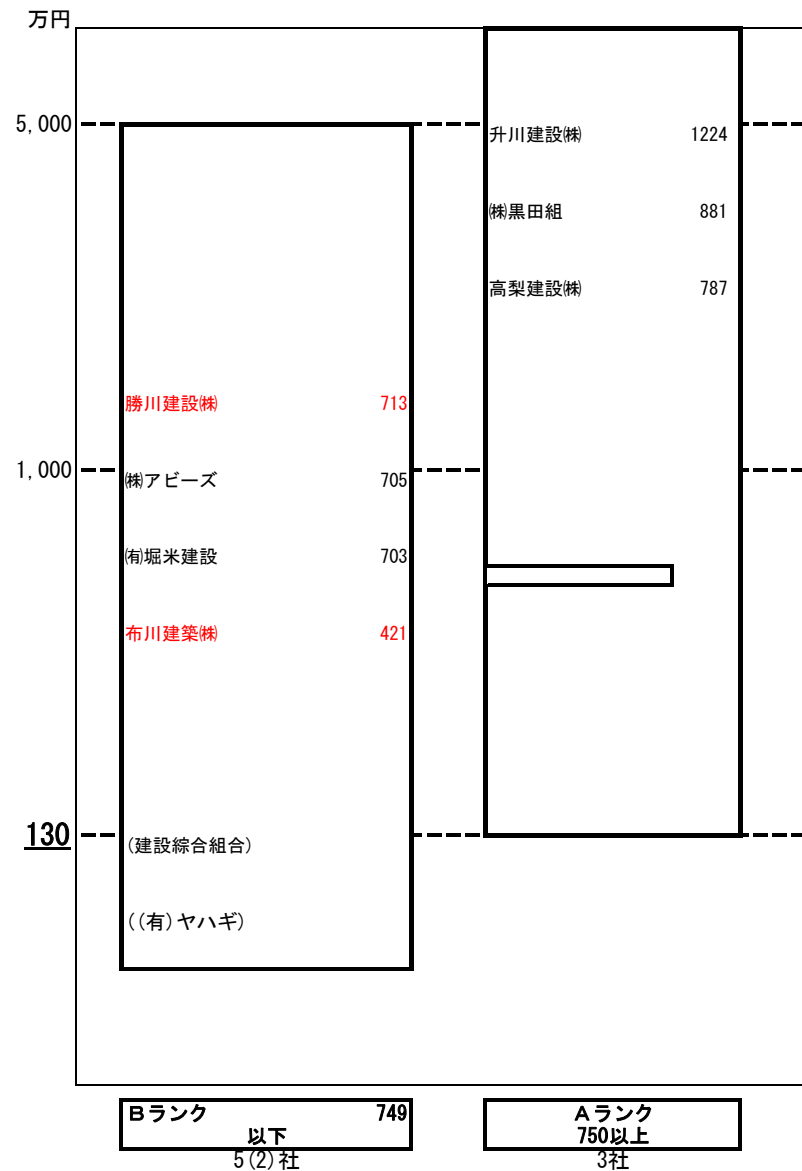 万円
5,000
升川建設㈱ 1224
㈱黒田組 881
高梨建設㈱ 787
勝川建設㈱ 713
1,000
㈱アビーズ 705
㈲堀米建設 703
布川建築㈱ 421
130
(建設綜合組合)
((有)ヤハギ)
Ｂランク 749
以下
5(2)社
Ａランク
750以上
3社